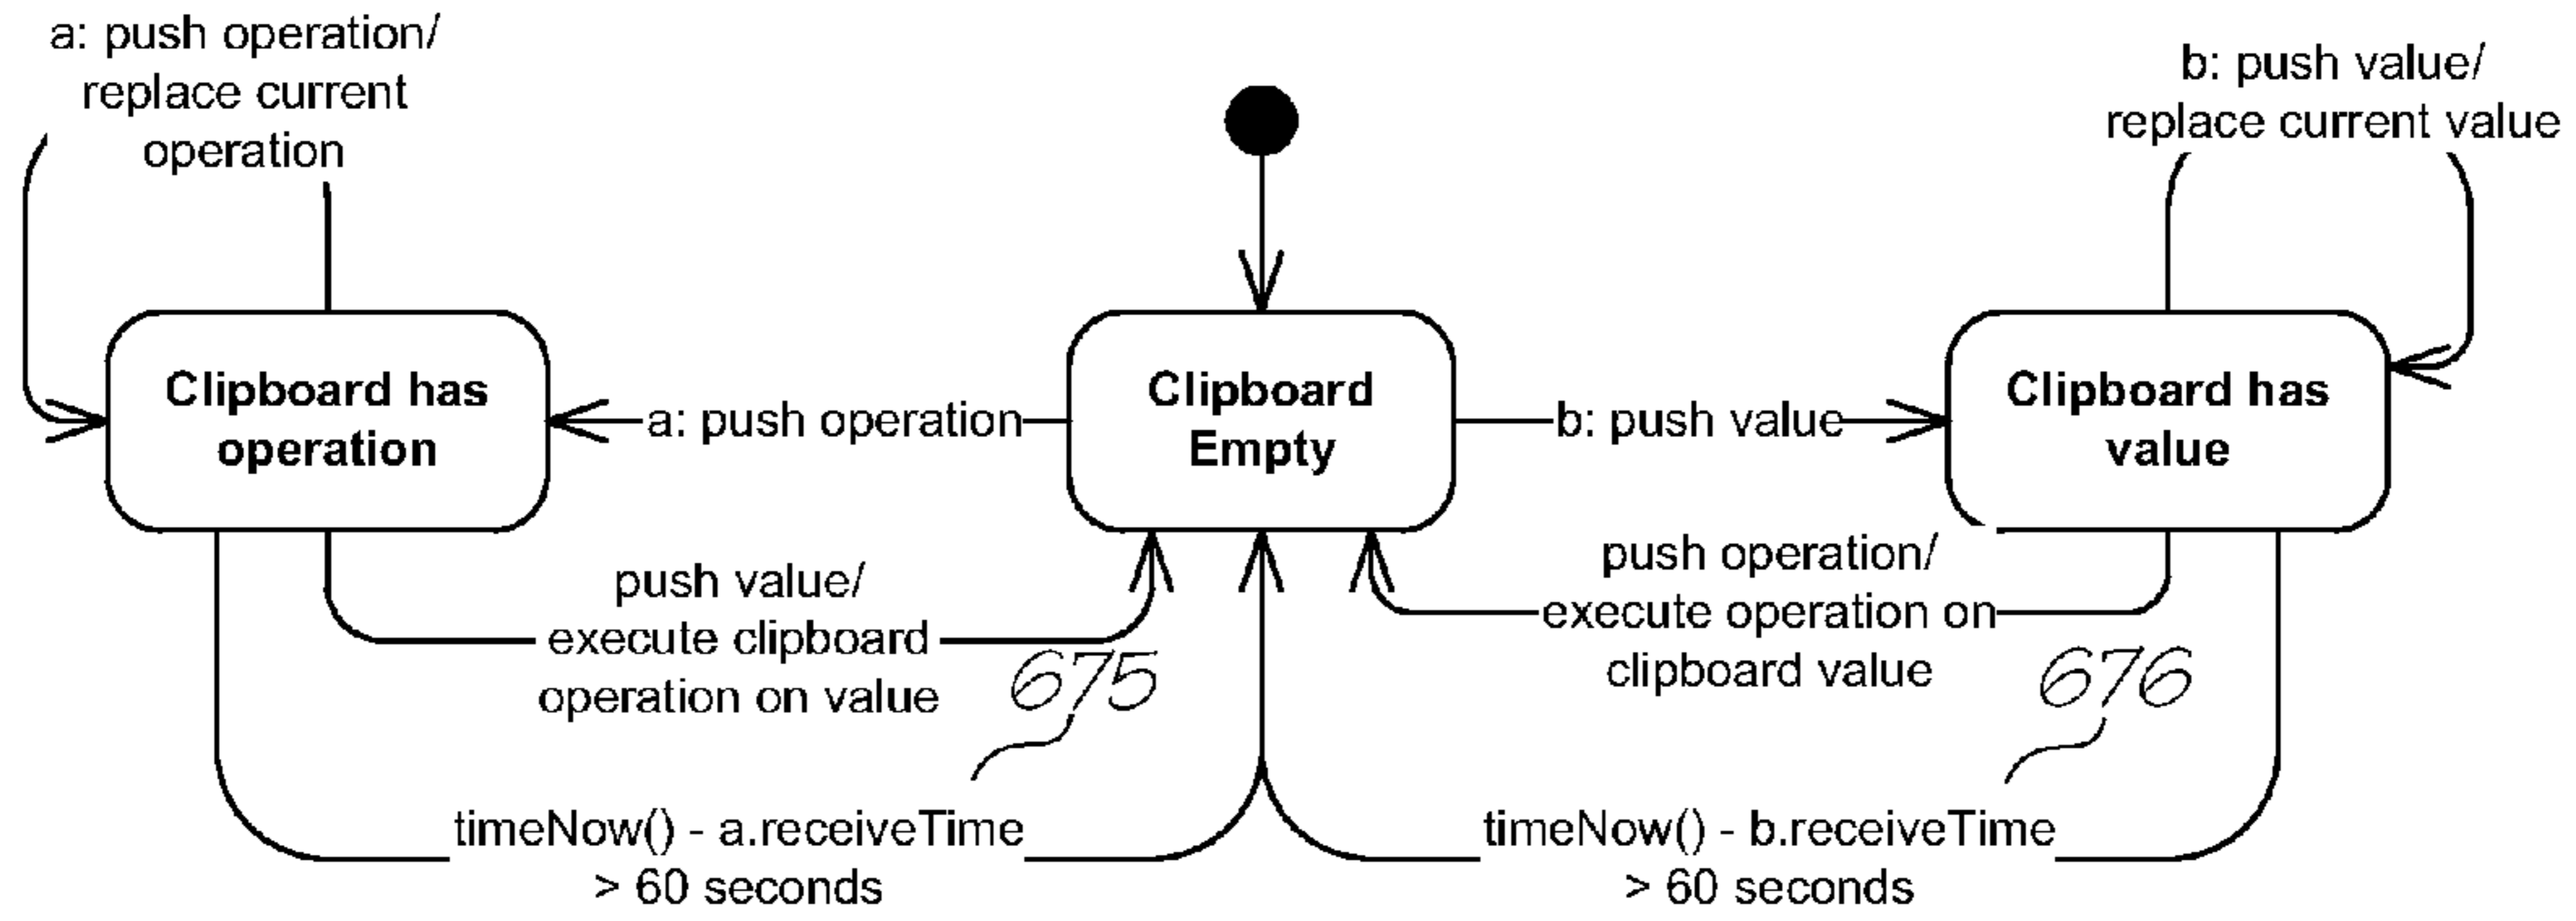 a: push operation/
replace current
operation
b: push value/
replace current value
Clipboard has
operation
a: push operation
Clipboard
Empty
b: push value
Clipboard has
value
push value/
execute clipboard
operation on value
675
push operation/
execute operation on
clipboard value
676
timeNow() - a.receiveTime
> 60 seconds
timeNow() - b.receiveTime
> 60 seconds